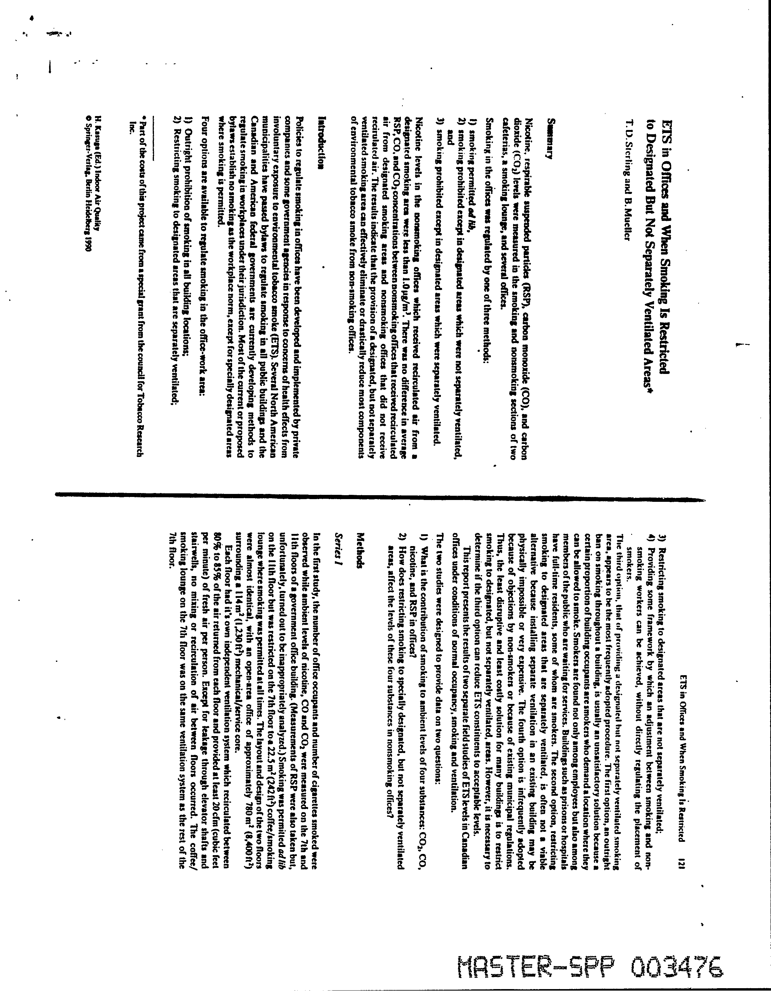 ETS in Offices and When Smoking Is Restricted
to Designated But Not Separately Ventilated Areas*
T. D. Sterling and B. Mueller
Summary
Nicotine, respirable suspended particles (RSP), carbon monoxide (CO), and carbon
dioxide (CO₂) levels were measured in the smoking and nonsmoking sections of two
cafeterias, a smoking lounge, and several offices.
Smoking in the offices was regulated by one of three methods:
1) smoking permitted ad lib,
2) smoking prohibited except in designated areas which were not separately ventilated,
and
3) smoking prohibited except in designated areas which were separately ventilated.
Nicotine levels in the nonsmoking offices which received recirculated air from a
designated smoking area were less than 1.0 µg/m³. There was no difference in average
RSP, CO, and CO₂ concentrations between nonsmoking offices that received recirculated
air from designated smoking areas and nonsmoking offices that did not receive
recirculated air. The results indicate that the provision of a designated, but not separately
ventilated smoking area can effectively eliminate or drastically reduce most components
of environmental tobacco smoke from non-smoking offices.
Introduction
Policies to regulate smoking in offices have been developed and implemented by private
companies and some government agencies in response to concerns of health effects from
involuntary exposure to environmental tobacco smoke (ETS). Several North American
municipalities have passed bylaws to regulate smoking in all public buildings and the
Canadian and American federal governments are currently developing methods to
regulate smoking in workplaces under their jurisdiction. Most of the current or proposed
bylaws establish no smoking as the workplace norm, except for specially designated areas
where smoking is permitted.
Four options are available to regulate smoking in the office-work area:
1) Outright prohibition of smoking in all building locations;
2) Restricting smoking to designated areas that are separately ventilated;
* Part of the costs of this project came from a special grant from the council for Tobacco Research
Inc.
H. Kasuga (Ed.) Indoor Air Quality
© Springer-Verlag, Berlin Heidelberg 1990
ETS in Offices and When Smoking Is Restricted 121
3) Restricting smoking to designated areas that are not separately ventilated;
4) Providing some framework by which an adjustment between smoking and non-
smoking workers can be achieved, without directly regulating the placement of
smokers.
The third option, that of providing a designated but not separately ventilated smoking
area, appears to be the most frequently adopted procedure. The first option, an outright
ban on smoking throughout a building, is usually an unsatisfactory solution because a
certain proportion of building occupants are smokers who demand a location where they
can be allowed to smoke. Smokers are found not only among employees but also among
members of the public who are waiting for services. Buildings such as prisons or hospitals
have full-time residents, some of whom are smokers. The second option, restricting
smoking to designated areas that are separately ventilated, is often not a viable
alternative because installing separate ventilation in an existing building may be
physically impossible or very expensive. The fourth option is infrequently adopted
because of objections by non-smokers or because of existing municipal regulations.
Thus, the least disruptive and least costly solution for many buildings is to restrict
smoking to designated, but not separately ventilated, areas. However, it is necessary to
determine if the third option can reduce ETS constituents to acceptable levels.
This report presents the results of two separate field studies of ETS levels in Canadian
offices under conditions of normal occupancy, smoking and ventilation.
The two studies were designed to provide data on two questions:
1) What is the contribution of smoking to ambient levels of four substances: CO₂, CO,
nicotine, and RSP in offices?
2) How does restricting smoking to specially designated, but not separately ventilated
areas, affect the levels of these four substances in nonsmoking offices?
Methods
Series I
In the first study, the number of office occupants and number of cigarettes smoked were
observed while ambient levels of nicotine, CO and CO₂ were measured on the 7th and
11th floors of a government office building. (Measurements of RSP were also taken but,
unfortunately, turned out to be inappropriately analyzed.) Smoking was permitted ad lib
on the 11th floor but was restricted on the 7th floor to a 22.5 m² (242 ft²) coffee/smoking
lounge where smoking was permitted at all times. The layout and design of the two floors
were almost identical, with an open-area office of approximately 780 m² (8,400 ft²)
surrounding a 114 m² (1,230 ft²) mechanical/service core.
Each floor had it's own independent ventilation system which recirculated between
80% to 85% of the air returned from each floor and provided at least 20 cfm (cubic feet
per minute) of fresh air per person. Except for leakage through elevator shafts and
stairwells, no mixing or recirculation of air between floors occurred. The coffee/
smoking lounge on the 7th floor was on the same ventilation system as the rest of the
7th floor.
MASTER-SPP 003476